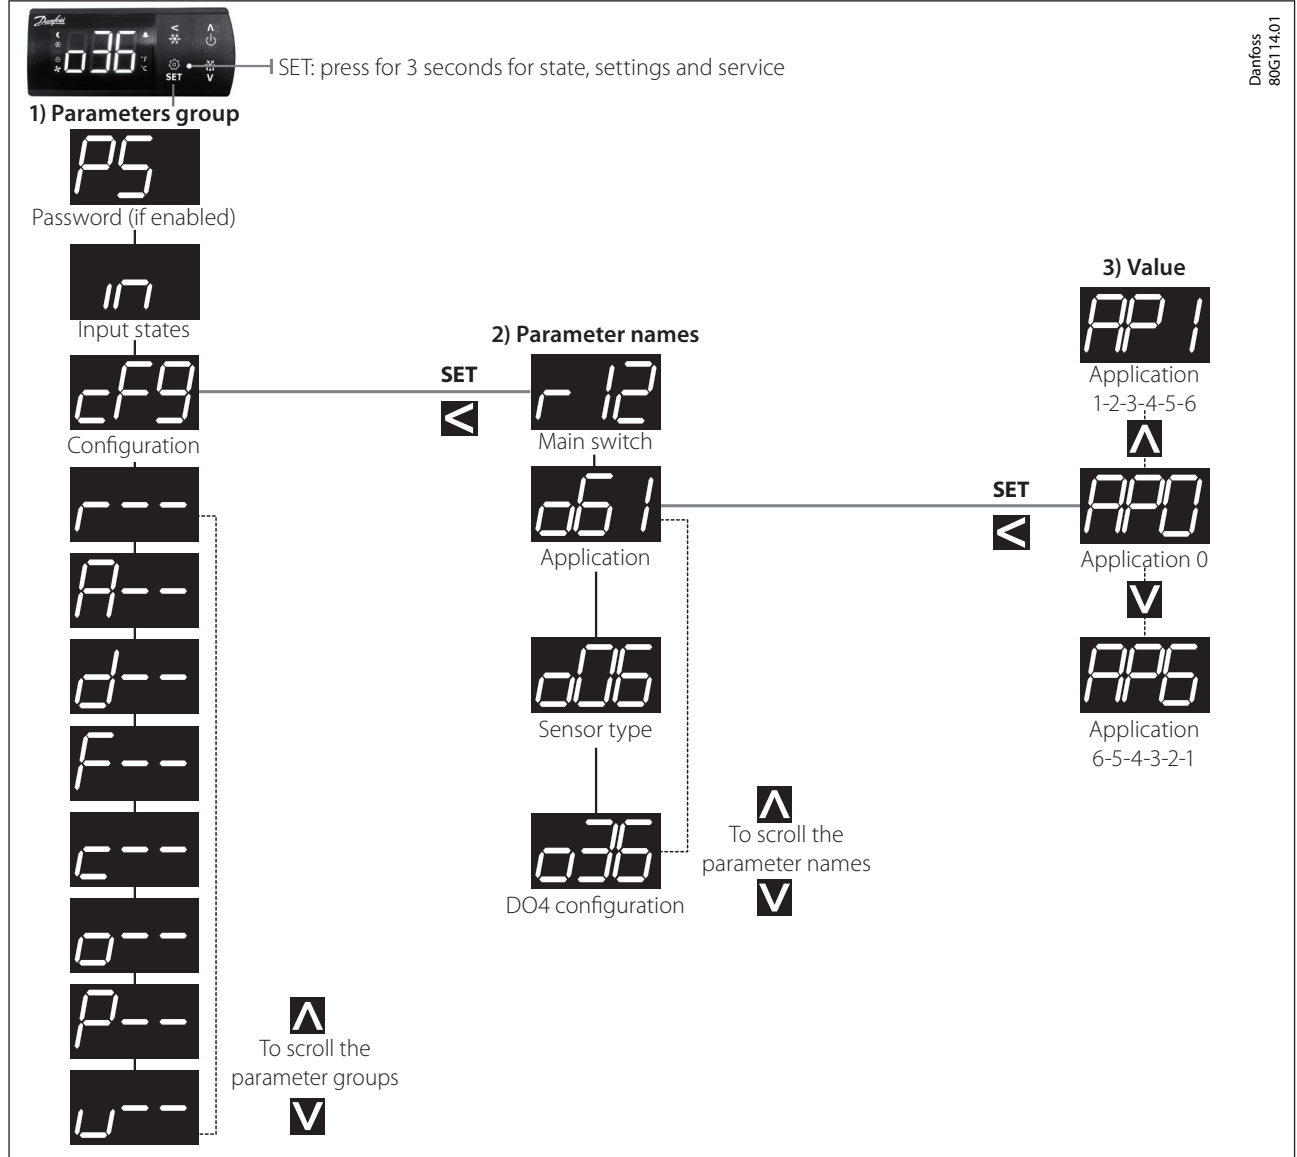 Danfoss
o36
°F
°C
SET
SET: press for 3 seconds for state, settings and service
Danfoss
80G114.01
1) Parameters group
PS
Password (if enabled)
in
Input states
cFg
Configuration
r--
A--
d--
F--
c--
o--
P--
u--
To scroll the
parameter groups
2) Parameter names
SET
<
r12
Main switch
o61
Application
o06
Sensor type
o36
DO4 configuration
To scroll the
parameter names
3) Value
AP1
Application
1-2-3-4-5-6
SET
<
AP0
Application 0
AP6
Application
6-5-4-3-2-1